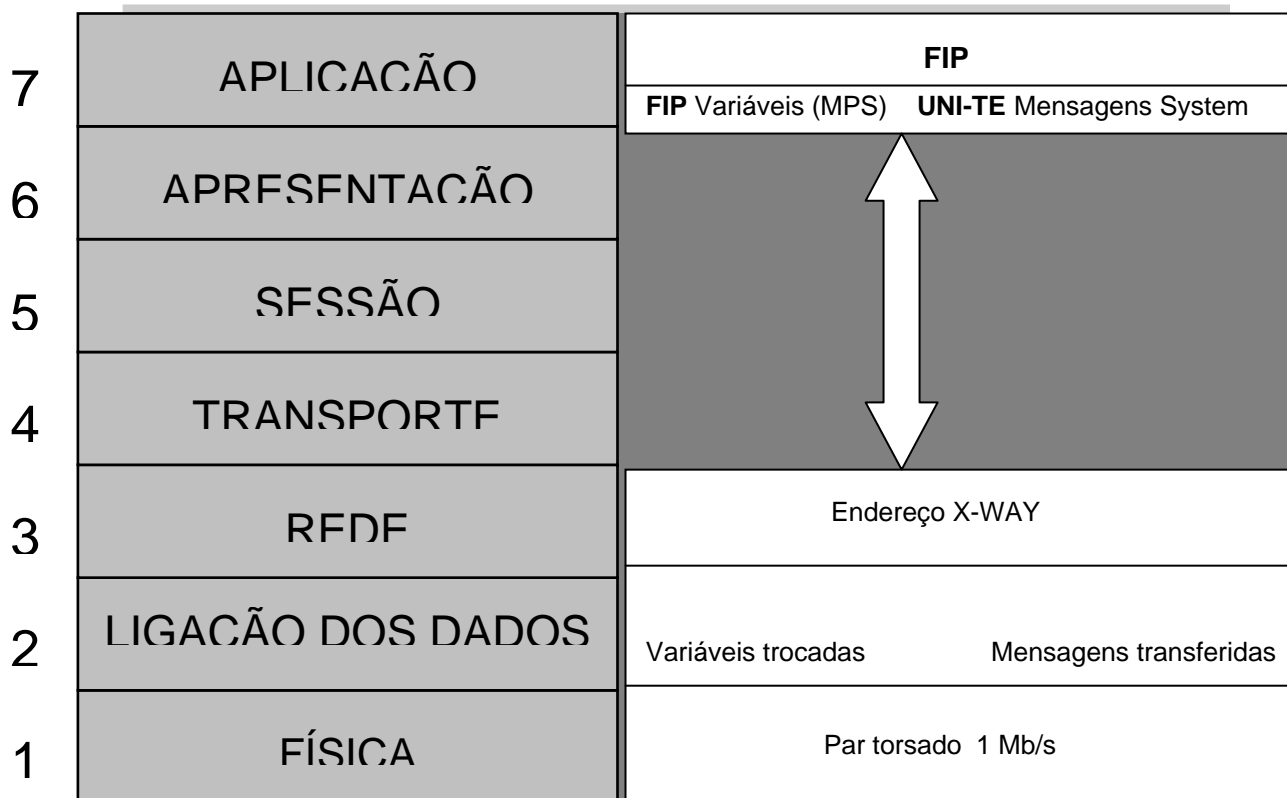 7
APLICAÇÃO
FIP
FIP Variáveis (MPS) UNI-TE Mensagens System
6
APRESENTAÇÃO
5
SESSÃO
4
TRANSPORTE
3
REDE
Endereço X-WAY
2
LIGAÇÃO DOS DADOS
Variáveis trocadas Mensagens transferidas
1
FÍSICA
Par torsado 1 Mb/s